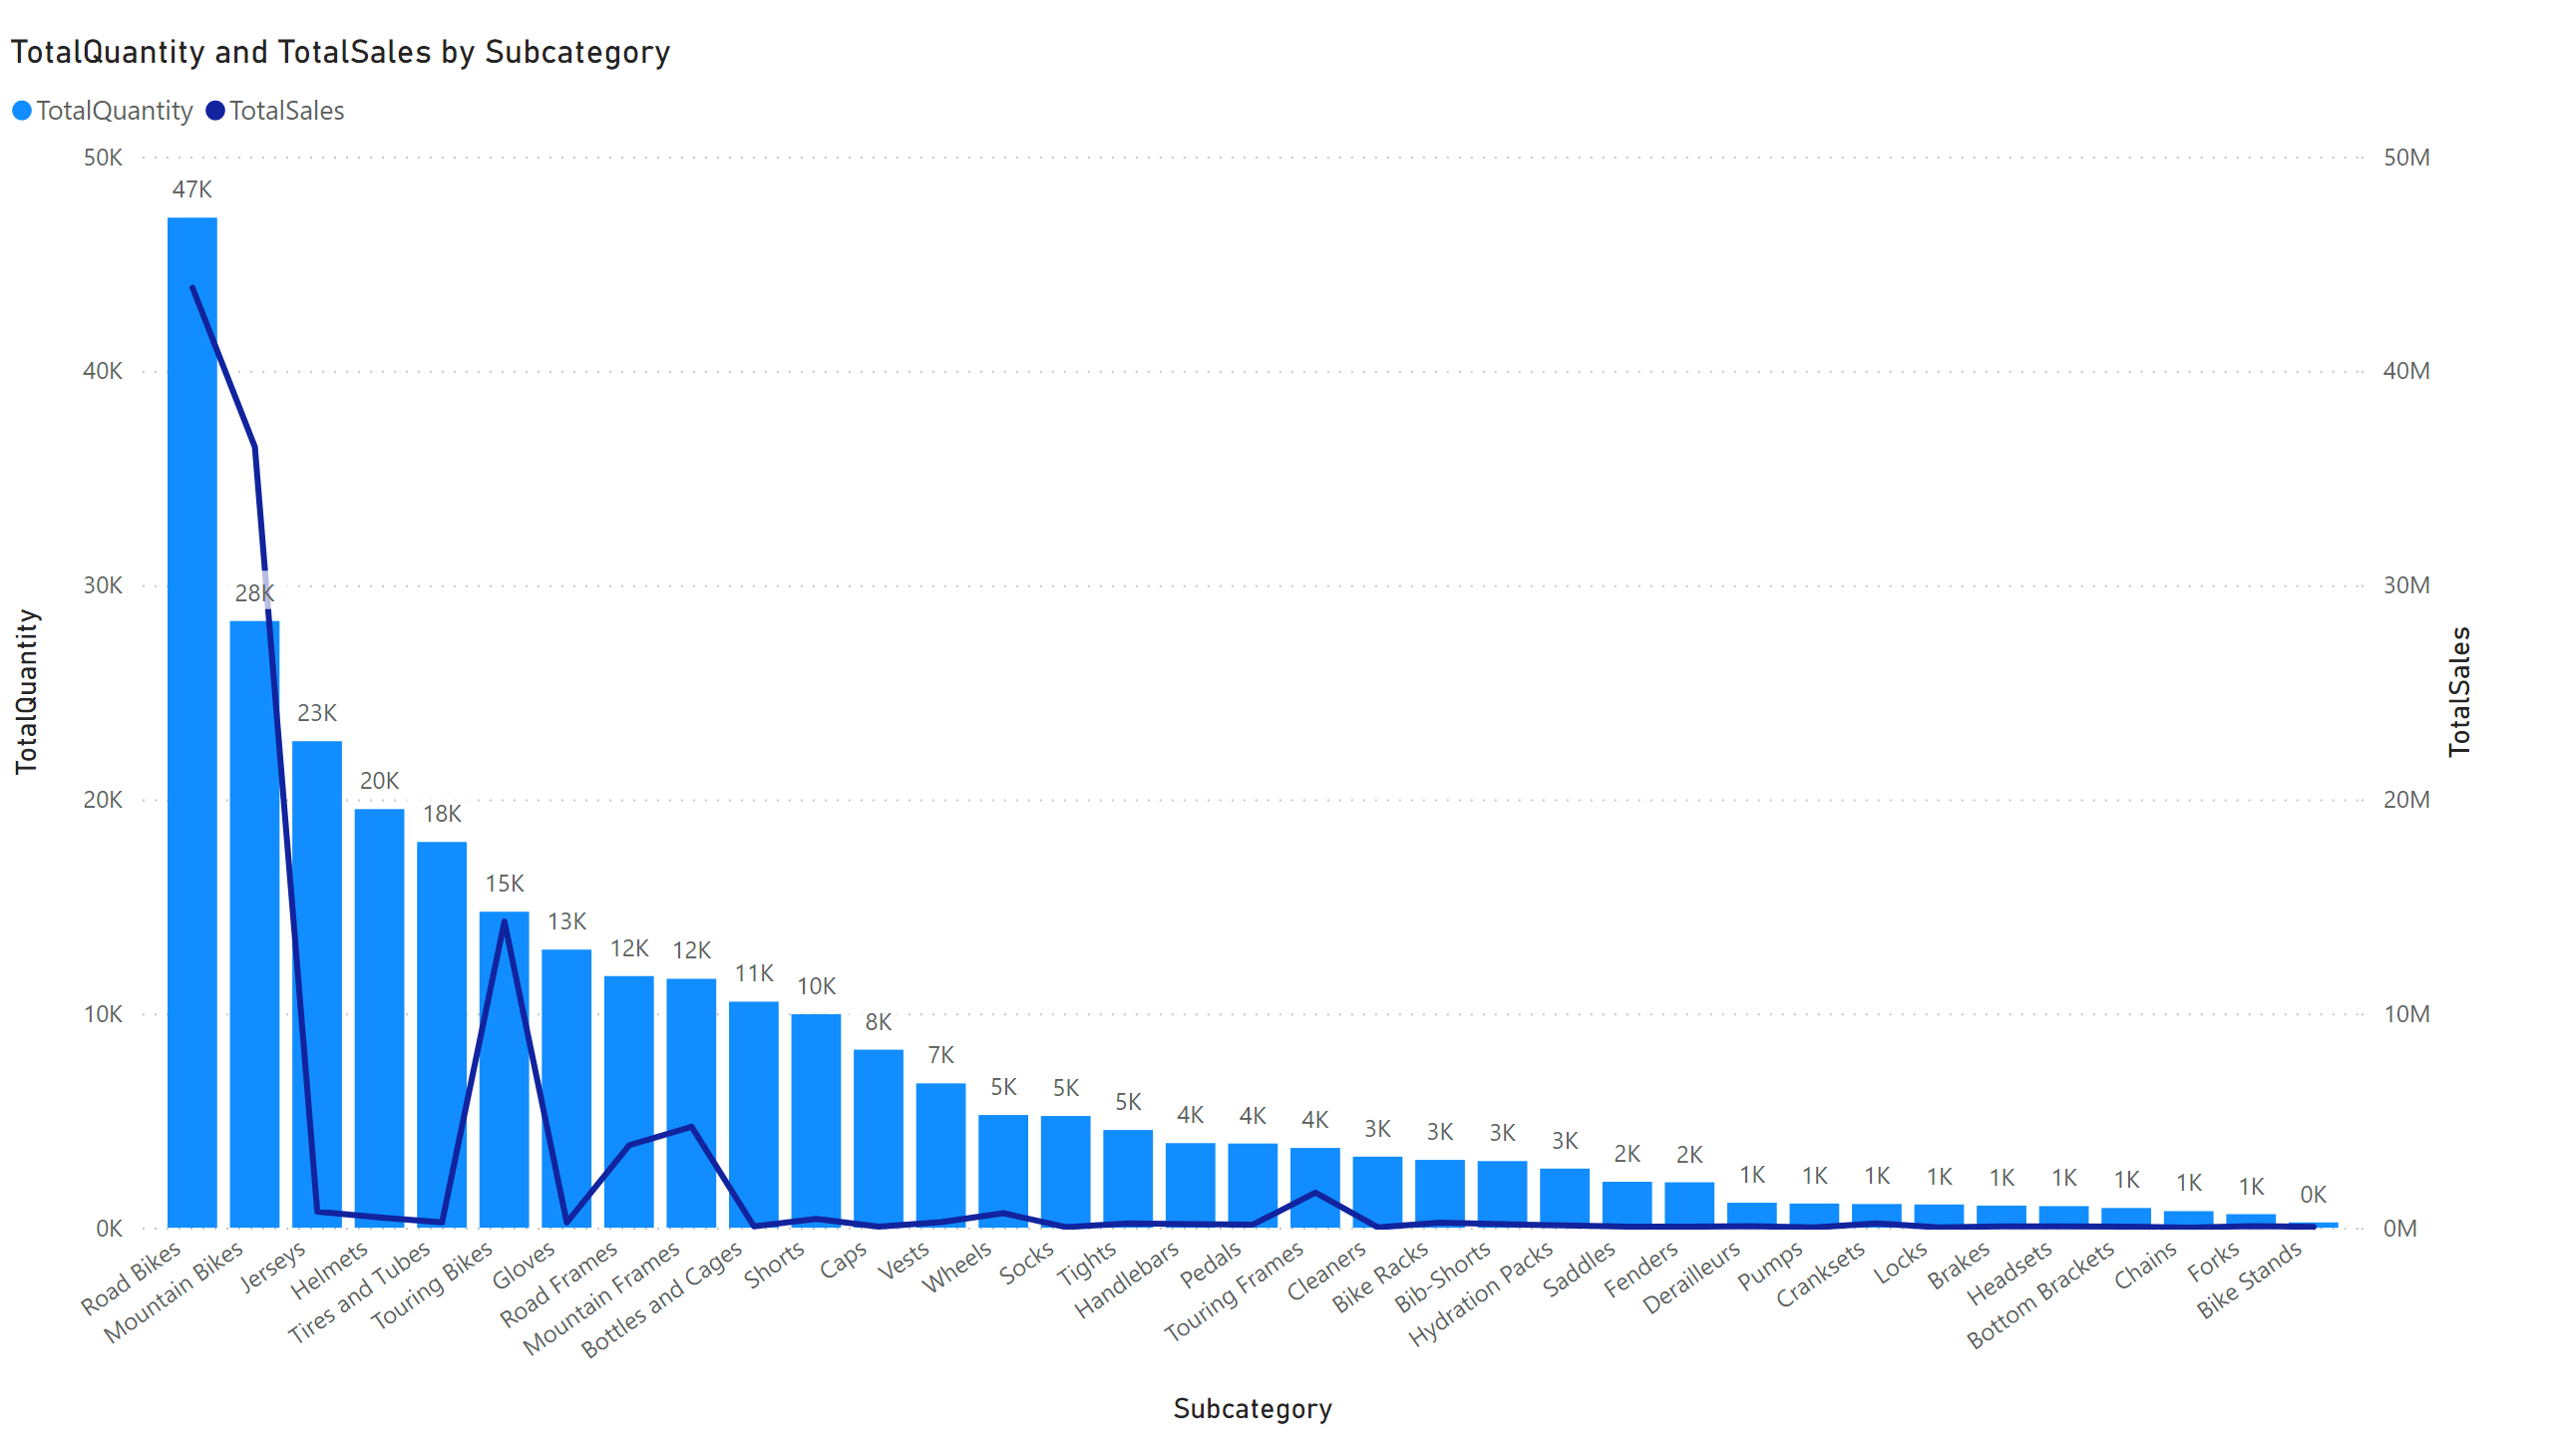 TotalQuantity and TotalSales by Subcategory
TotalQuantity TotalSales
50K
40K
30K
20K
10K
0K
TotalQuantity
47K
28K
23K
20K
18K
15K
13K
12K
12K
11K
10K
8K
7K
5K
5K
5K
4K
4K
4K
3K
3K
3K
3K
2K
2K
1K
1K
1K
1K
1K
1K
1K
1K
1K
0K
50M
40M
30M
20M
10M
0M
TotalSales
Road Bikes
Mountain Bikes
Jerseys
Helmets
Tires and Tubes
Touring Bikes
Gloves
Road Frames
Mountain Frames
Bottles and Cages
Shorts
Caps
Vests
Wheels
Socks
Tights
Handlebars
Pedals
Touring Frames
Cleaners
Bike Racks
Bib-Shorts
Hydration Packs
Saddles
Fenders
Derailleurs
Pumps
Cranksets
Locks
Brakes
Headsets
Bottom Brackets
Chains
Forks
Bike Stands
Subcategory